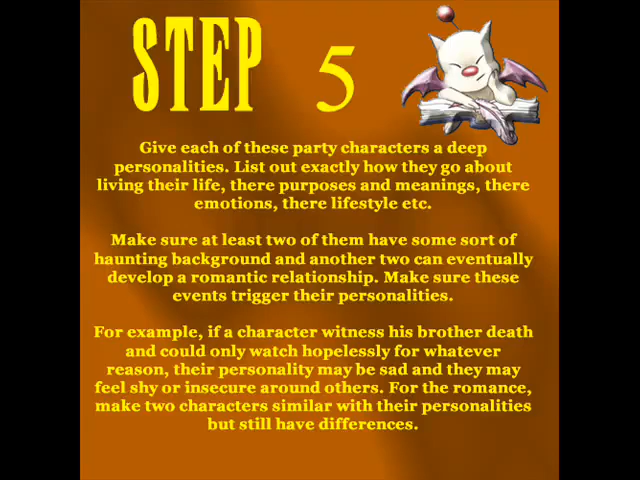 STEP 5
Give each of these party characters a deep
personalities. List out exactly how they go about
living their life, there purposes and meanings, there
emotions, there lifestyle etc.
Make sure at least two of them have some sort of
haunting background and another two can eventually
develop a romantic relationship. Make sure these
events trigger their personalities.
For example, if a character witness his brother death
and could only watch hopelessly for whatever
reason, their personality may be sad and they may
feel shy or insecure around others. For the romance,
make two characters similar with their personalities
but still have differences.